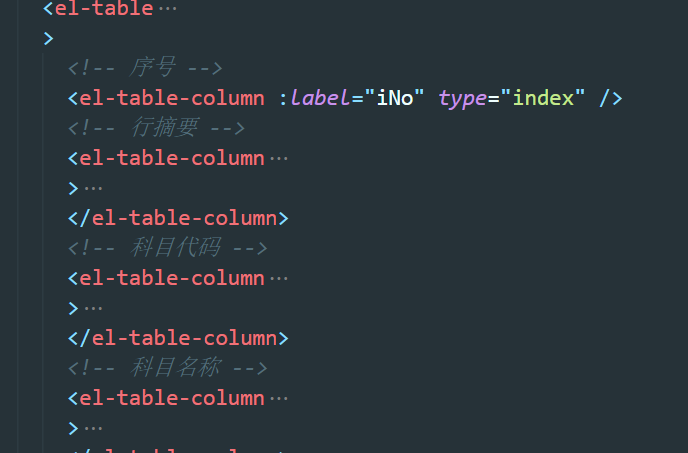 <el-table…
>
<!-- 序号 -->
<el-table-column :label="iNo" type="index" />
<!-- 行摘要 -->
<el-table-column…
>…
</el-table-column>
<!-- 科目代码 -->
<el-table-column…
>…
</el-table-column>
<!-- 科目名称 -->
<el-table-column…
>…